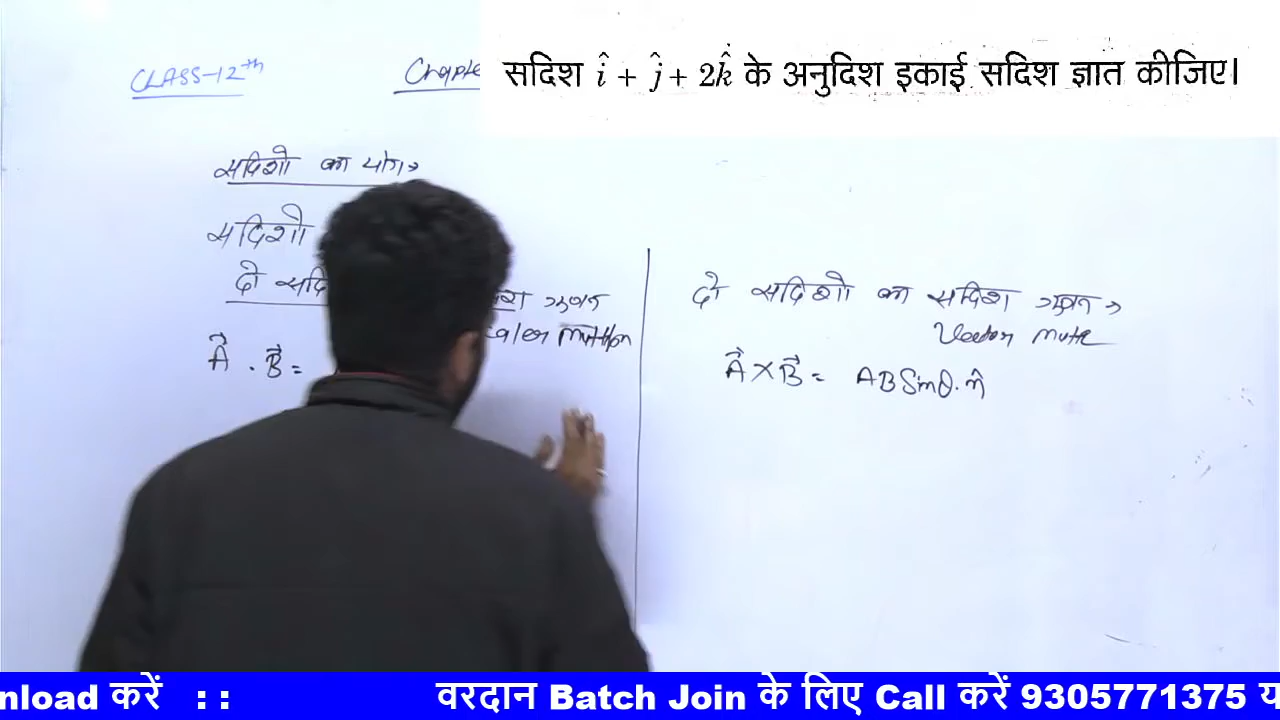 CLASS-12th
Chapte
सदिश î + ĵ + 2k̂ के अनुदिश इकाई सदिश ज्ञात कीजिए।
सदिशो का योग→
सदिशो
दो सदि
गुणन
A⃗ . B⃗ =
दो सदिशो का सदिश गुणन →
Vector
A⃗ × B⃗ = AB Sinθ. n̂
nload करें : : वरदान Batch Join के लिए Call करें 9305771375 य